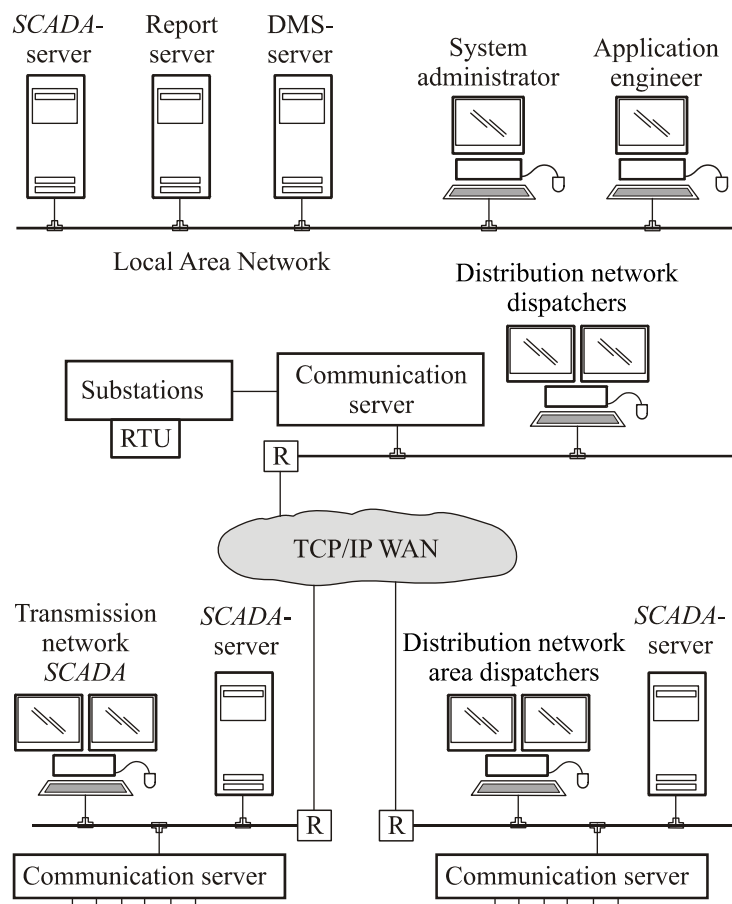 SCADA-
server
Report
server
DMS-
server
System
administrator
Application
engineer
Local Area Network
Distribution network
dispatchers
Substations
RTU
Communication
server
R
TCP/IP WAN
Transmission
network
SCADA
SCADA-
server
Distribution network
area dispatchers
SCADA-
server
R
R
Communication server
Communication server